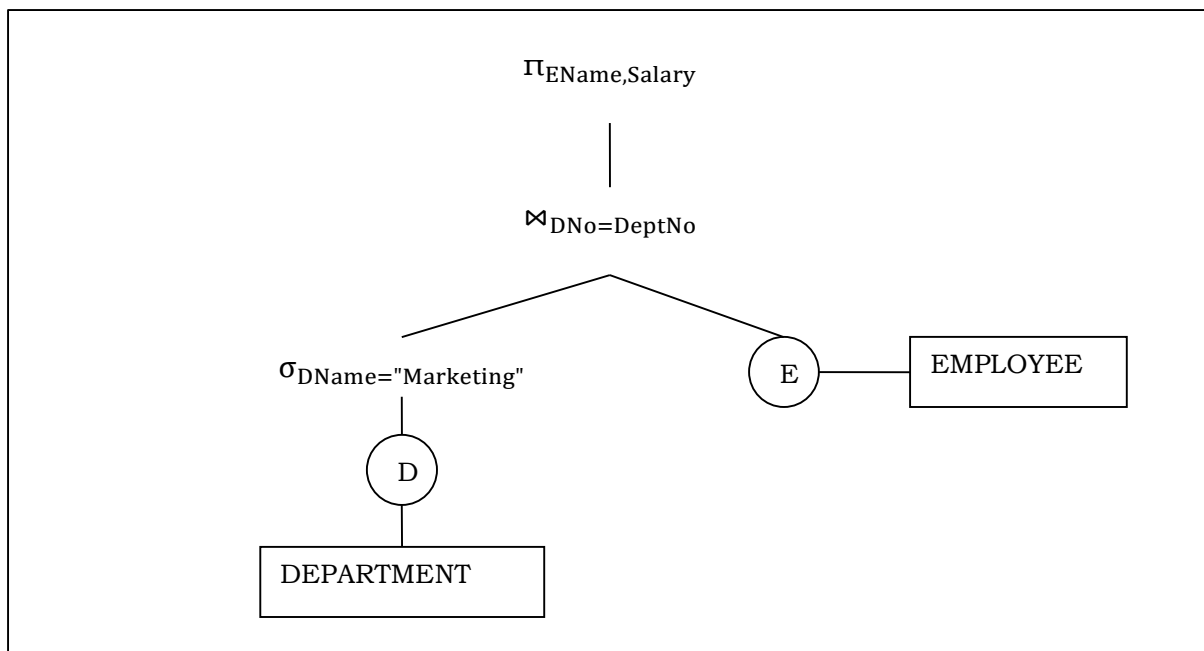 πEName,Salary
⋈DNo=DeptNo
σDName="Marketing"
E
EMPLOYEE
D
DEPARTMENT